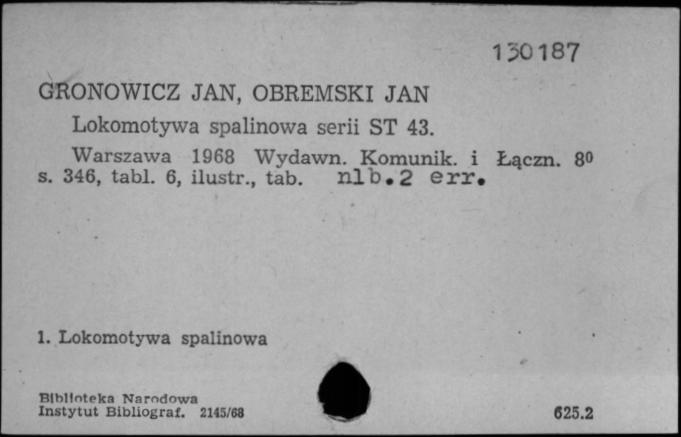 130187
GRONOWICZ JAN, OBREMSKI JAN
Lokomotywa spalinowa serii ST 43.
Warszawa 1968 Wydawn. Komunik. i Łączn. 8⁰
s. 346, tabl. 6, ilustr., tab. nlb.2 err.
1. Lokomotywa spalinowa
Biblioteka Narodowa
Instytut Bibliograf. 2145/68
625.2